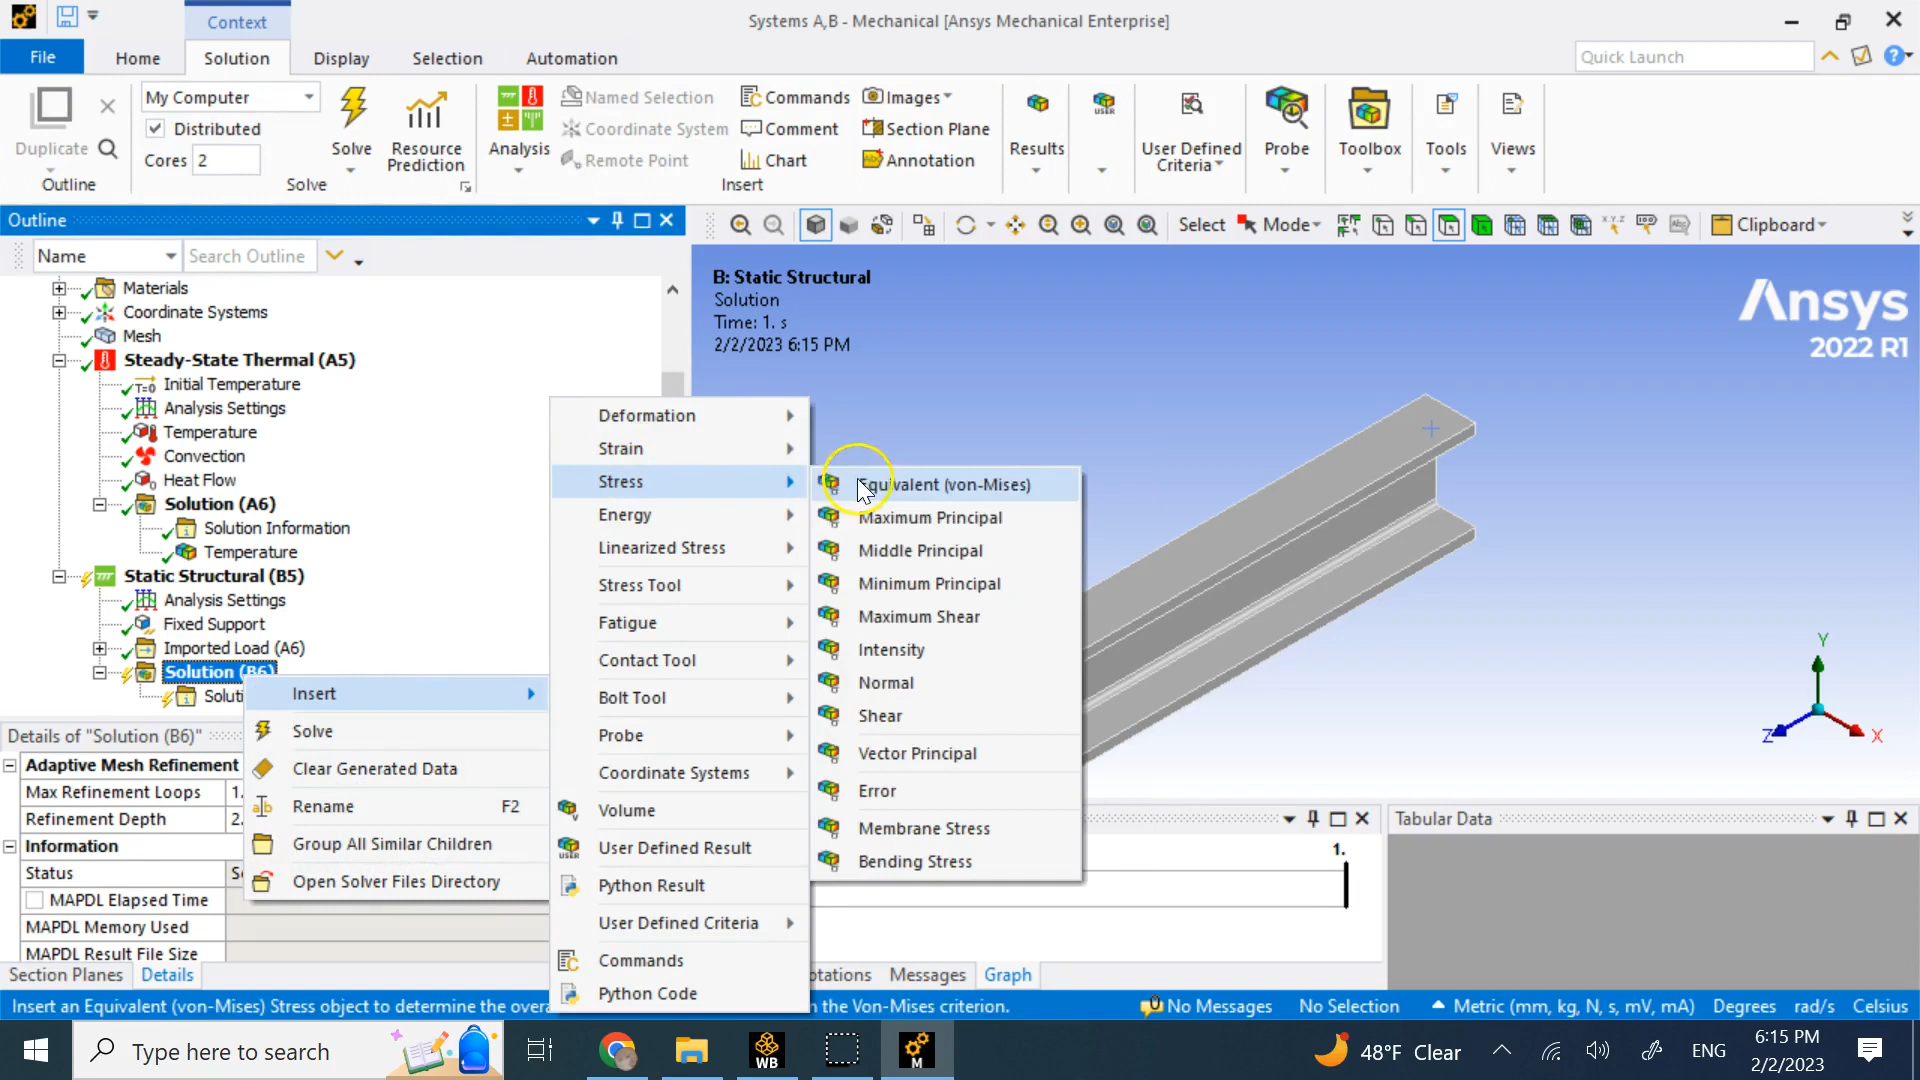 Context
Systems A,B - Mechanical [Ansys Mechanical Enterprise]
File
Home
Solution
Display
Selection
Automation
Quick Launch
Duplicate
Outline
My Computer
Distributed
Cores 2
Solve
Resource
Prediction
Solve
Analysis
Named Selection
Coordinate System
Remote Point
Commands
Comment
Chart
Images
Section Plane
Annotation
Insert
Results
USER
User Defined
Criteria
Probe
Toolbox
Tools
Views
Outline
Name
Search Outline
Select
Mode
Clipboard
Materials
Coordinate Systems
Mesh
Steady-State Thermal (A5)
Initial Temperature
Analysis Settings
Temperature
Convection
Heat Flow
Solution (A6)
Solution Information
Temperature
Static Structural (B5)
Analysis Settings
Fixed Support
Imported Load (A6)
Solution (B6)
Soluti
B: Static Structural
Solution
Time: 1. s
2/2/2023 6:15 PM
Ansys
2022 R1
Y
Z
X
Insert
Solve
Clear Generated Data
Rename F2
Group All Similar Children
Open Solver Files Directory
Deformation
Strain
Stress
Energy
Linearized Stress
Stress Tool
Fatigue
Contact Tool
Bolt Tool
Probe
Coordinate Systems
Volume
User Defined Result
Python Result
User Defined Criteria
Commands
Python Code
Equivalent (von-Mises)
Maximum Principal
Middle Principal
Minimum Principal
Maximum Shear
Intensity
Normal
Shear
Vector Principal
Error
Membrane Stress
Bending Stress
Details of "Solution (B6)"
Adaptive Mesh Refinement
Max Refinement Loops 1.
Refinement Depth 2.
Information
Status S
MAPDL Elapsed Time
MAPDL Memory Used
MAPDL Result File Size
Section Planes
Details
1.
otations
Messages
Graph
Tabular Data
Insert an Equivalent (von-Mises) Stress object to determine the overa
n the Von-Mises criterion.
No Messages
No Selection
Metric (mm, kg, N, s, mV, mA)
Degrees
rad/s
Celsius
Type here to search
WB
M
48°F Clear
ENG
6:15 PM
2/2/2023